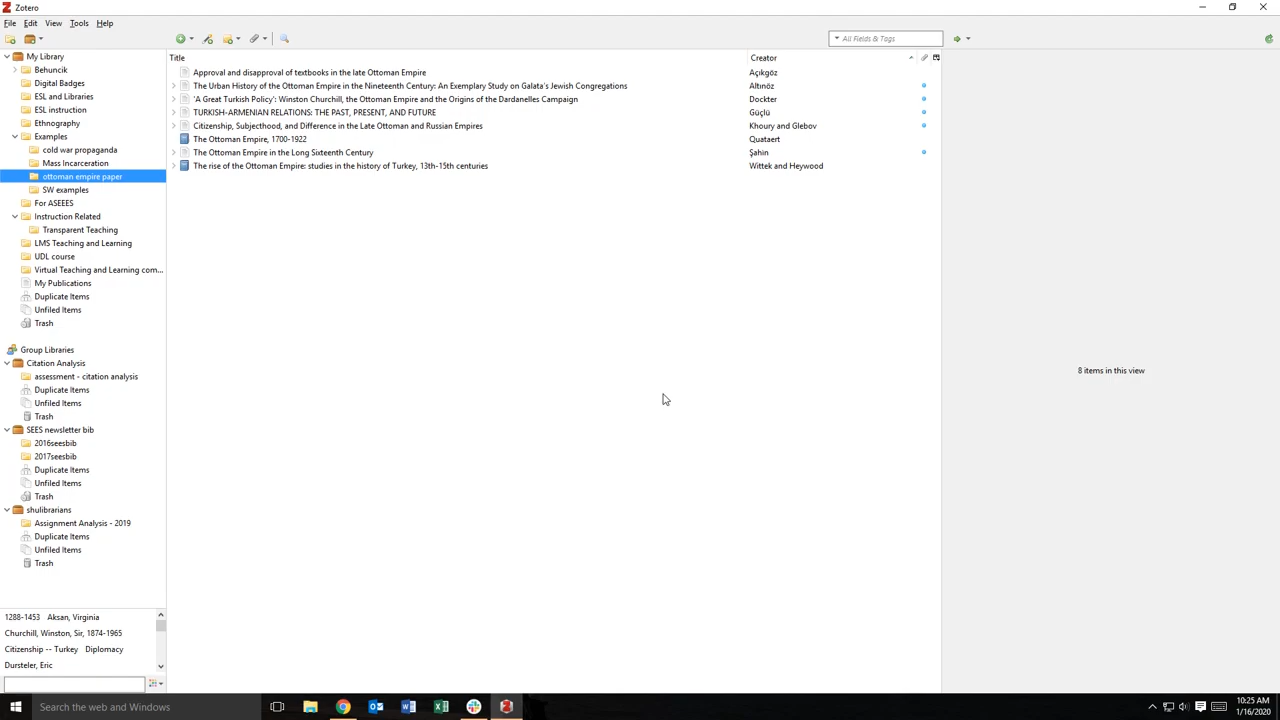 Zotero
File Edit View Tools Help
All Fields & Tags
My Library
Behuncik
Digital Badges
ESL and Libraries
ESL instruction
Ethnography
Examples
cold war propaganda
Mass Incarceration
ottoman empire paper
SW examples
For ASEEES
Instruction Related
Transparent Teaching
LMS Teaching and Learning
UDL course
Virtual Teaching and Learning com...
My Publications
Duplicate Items
Unfiled Items
Trash
Group Libraries
Citation Analysis
assessment - citation analysis
Duplicate Items
Unfiled Items
Trash
SEES newsletter bib
2016seesbib
2017seesbib
Duplicate Items
Unfiled Items
Trash
shulibrarians
Assignment Analysis - 2019
Duplicate Items
Unfiled Items
Trash
1288-1453 Aksan, Virginia
Churchill, Winston, Sir, 1874-1965
Citizenship -- Turkey Diplomacy
Dursteler, Eric
Title Creator
Approval and disapproval of textbooks in the late Ottoman Empire Açıkgöz
The Urban History of the Ottoman Empire in the Nineteenth Century: An Exemplary Study on Galata's Jewish Congregations Altınöz
'A Great Turkish Policy': Winston Churchill, the Ottoman Empire and the Origins of the Dardanelles Campaign Dockter
TURKISH-ARMENIAN RELATIONS: THE PAST, PRESENT, AND FUTURE Güçlü
Citizenship, Subjecthood, and Difference in the Late Ottoman and Russian Empires Khoury and Glebov
The Ottoman Empire, 1700-1922 Quataert
The Ottoman Empire in the Long Sixteenth Century Şahin
The rise of the Ottoman Empire: studies in the history of Turkey, 13th-15th centuries Wittek and Heywood
8 items in this view
Search the web and Windows
10:25 AM
1/16/2020